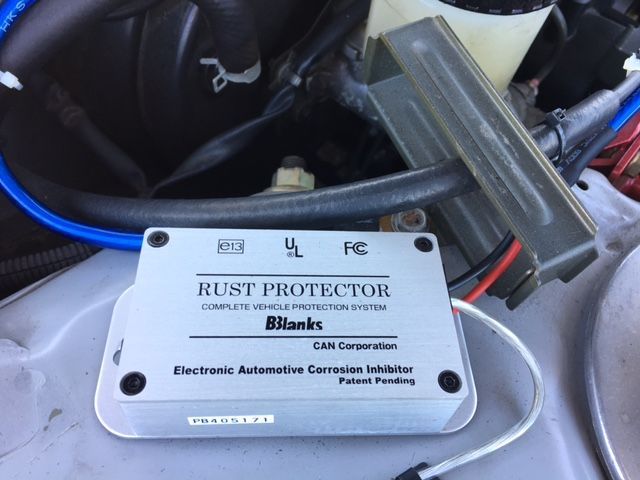 HKS
e13 UL® FC
RUST PROTECTOR
COMPLETE VEHICLE PROTECTION SYSTEM
BBlanks
CAN Corporation
Electronic Automotive Corrosion Inhibitor
Patent Pending
PB405171